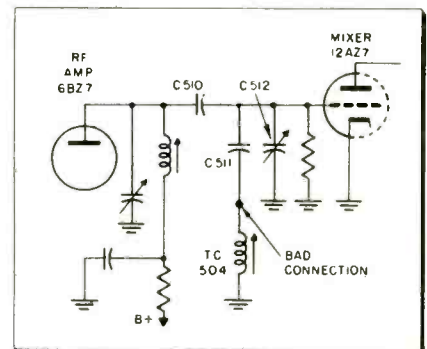 RF
AMP
6BZ7
C510
C512
MIXER
12AZ7
C511
TC
504
BAD
CONNECTION
B+